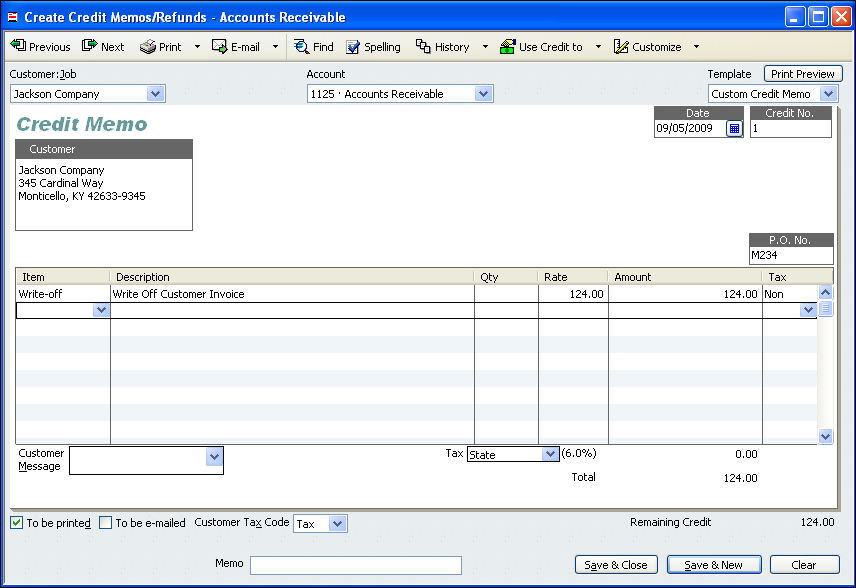 Create Credit Memos/Refunds - Accounts Receivable
Previous Next Print E-mail Find Spelling History Use Credit to Customize
Customer:Job Account Template Print Preview
Jackson Company 1125 · Accounts Receivable Custom Credit Memo
Credit Memo Date Credit No.
09/05/2009 1
Customer
Jackson Company
345 Cardinal Way
Monticello, KY 42633-9345
P.O. No.
M234
Item Description Qty Rate Amount Tax
Write-off Write Off Customer Invoice 124.00 124.00 Non
Customer Message Tax State (6.0%) 0.00
Total 124.00
To be printed To be e-mailed Customer Tax Code Tax Remaining Credit 124.00
Memo Save & Close Save & New Clear